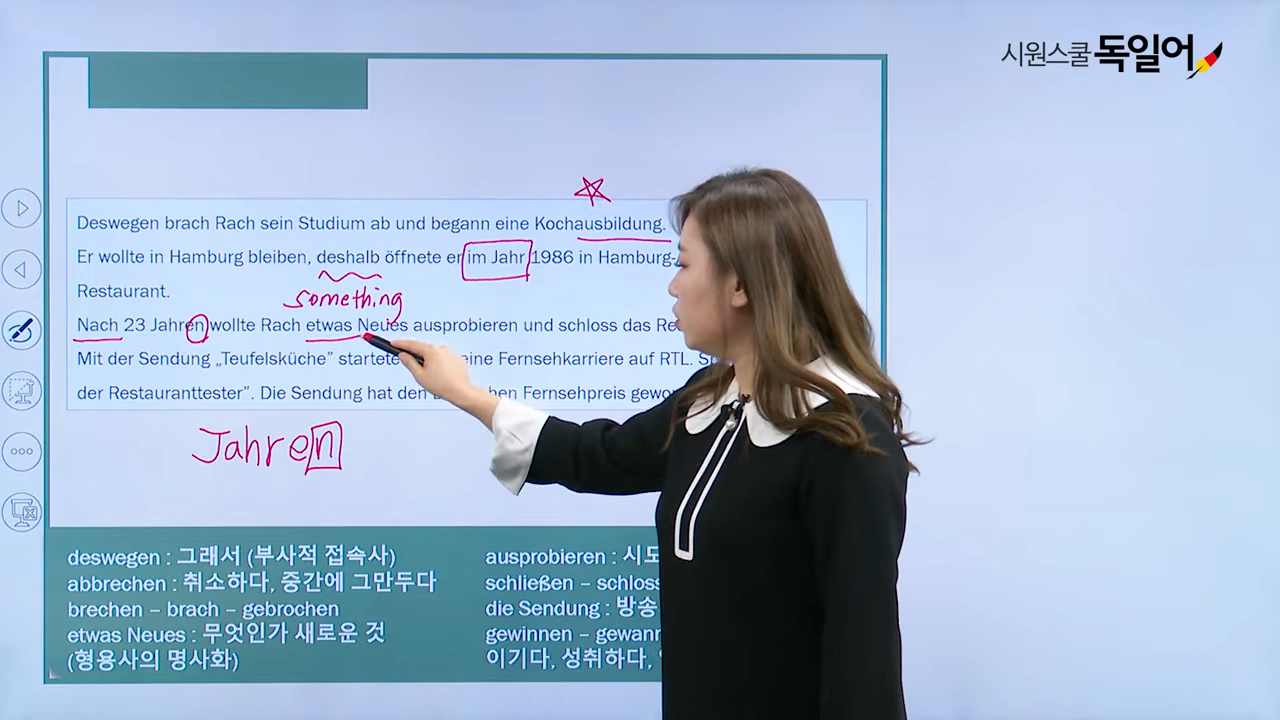 시원스쿨 독일어
Deswegen brach Rach sein Studium ab und begann eine Kochausbildung.
Er wollte in Hamburg bleiben, deshalb öffnete er im Jahr 1986 in Hamburg-
Restaurant.
something
Nach 23 Jahren wollte Rach etwas Neues ausprobieren und schloss das
Mit der Sendung „Teufelsküche” startete eine Fernsehkarriere auf RTL.
der Restauranttester”. Die Sendung hat den Fernsehpreis
Jahren
deswegen : 그래서 (부사적 접속사)
abbrechen : 취소하다, 중간에 그만두다
brechen – brach – gebrochen
etwas Neues : 무엇인가 새로운 것
(형용사의 명사화)
ausprobieren :
schließen – schloss
die Sendung : 방송
gewinnen – gewann
이기다, 성취하다,